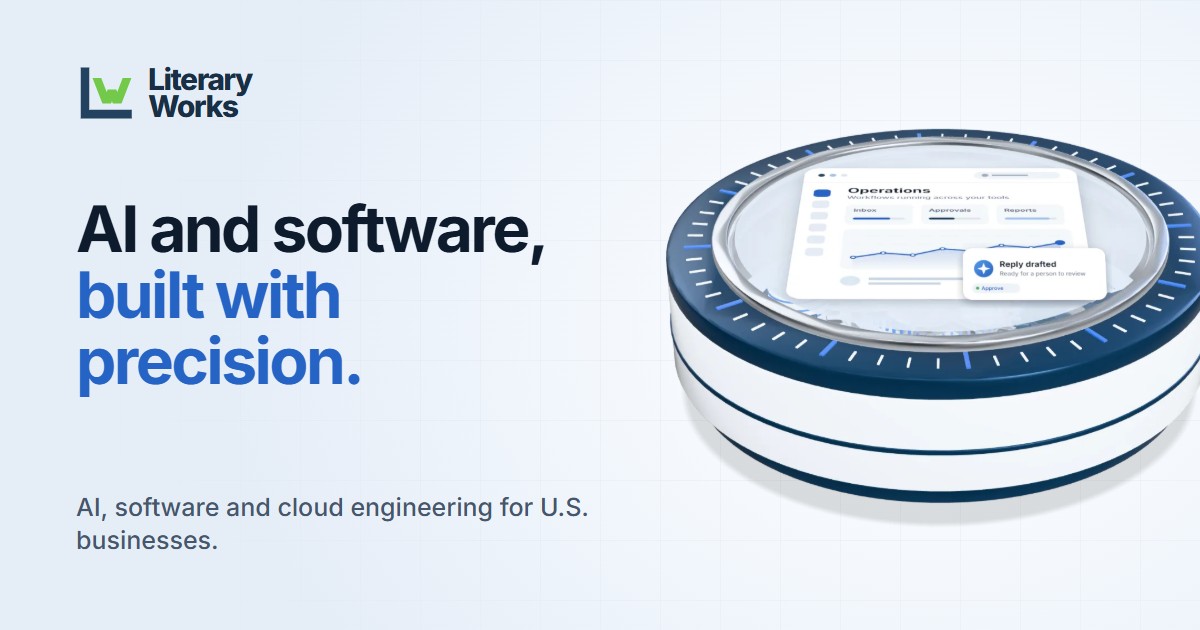 Literary
Works
AI and software,
built with
precision.
AI, software and cloud engineering for U.S.
businesses.
Operations
Workflows running across your tools
Inbox
Approvals
Reports
Reply drafted
Ready for a person to review
Approve